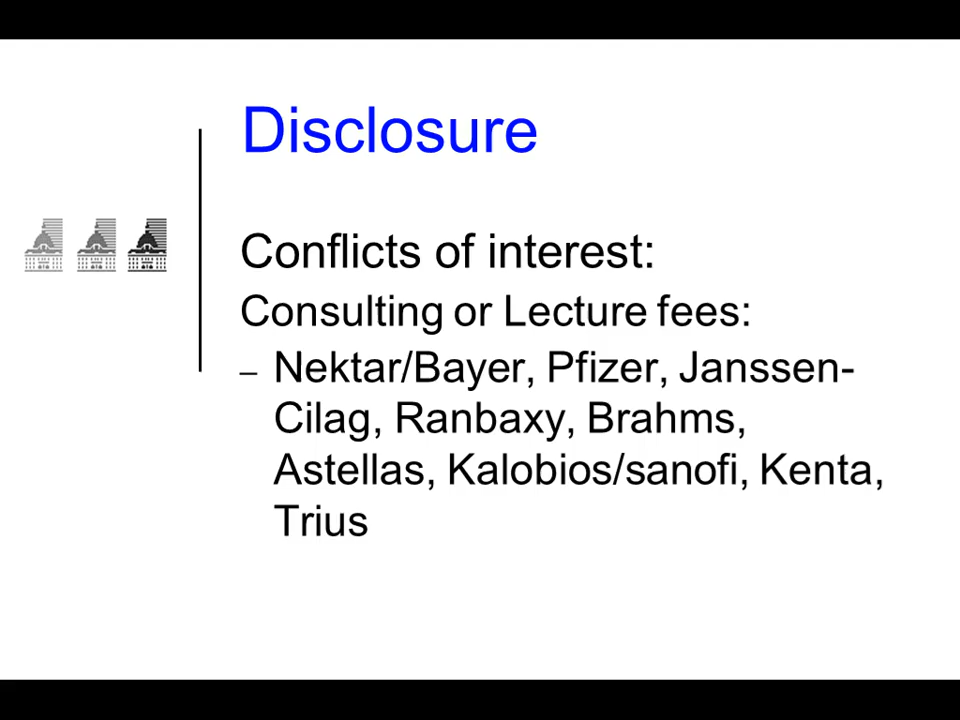 Disclosure
Conflicts of interest:
Consulting or Lecture fees:
– Nektar/Bayer, Pfizer, Janssen-
Cilag, Ranbaxy, Brahms,
Astellas, Kalobios/sanofi, Kenta,
Trius